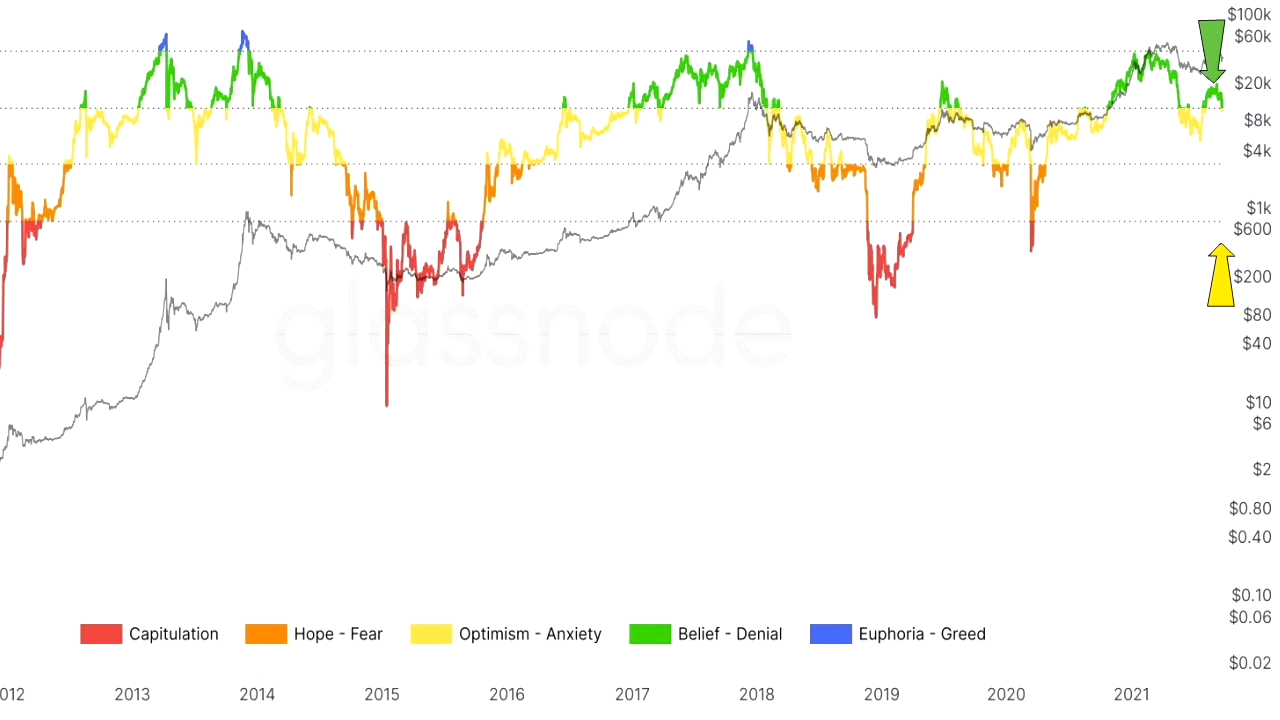 $100k
$60k
$20k
$8k
$4k
$1k
$600
$200
$80
$40
$10
$6
$2
$0.80
$0.40
$0.10
$0.06
$0.02
glassnode
Capitulation Hope - Fear Optimism - Anxiety Belief - Denial Euphoria - Greed
012 2013 2014 2015 2016 2017 2018 2019 2020 2021